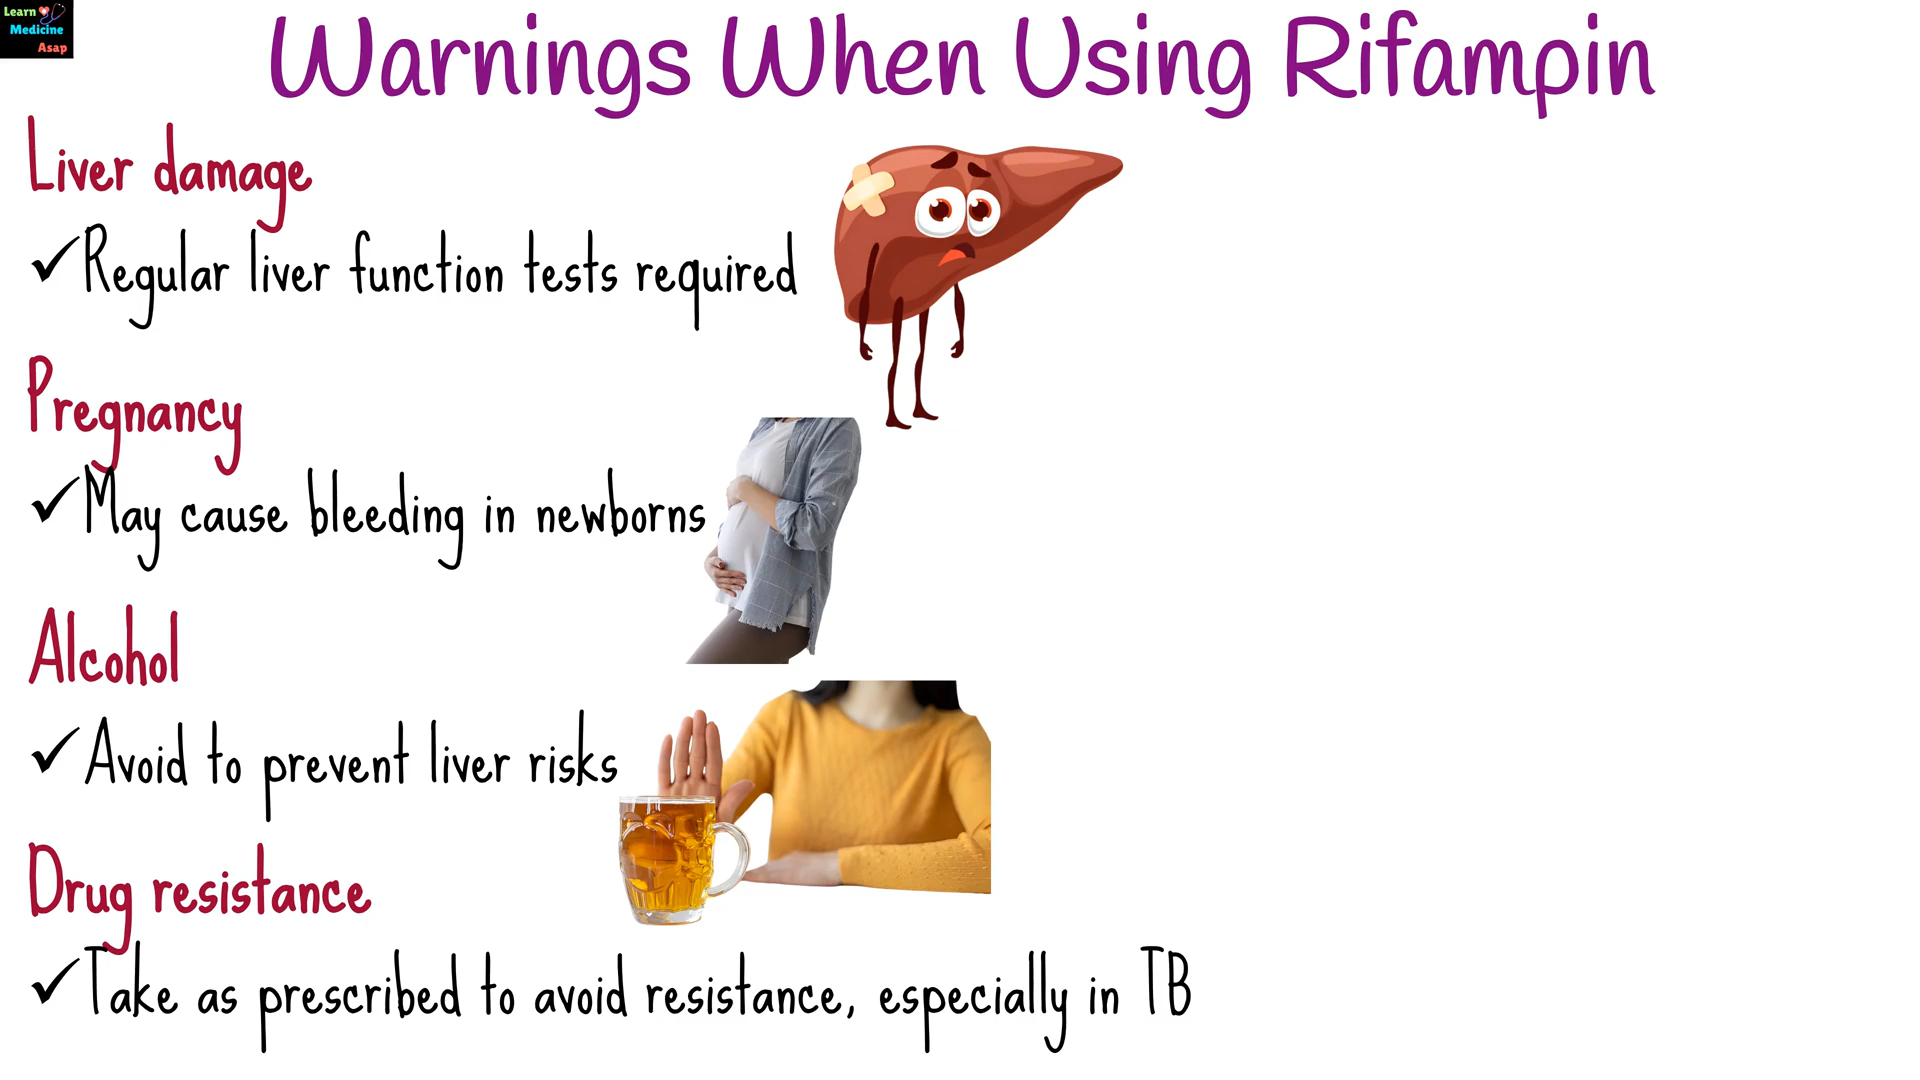 Learn
Medicine
Asap
Warnings When Using Rifampin
Liver damage
✓Regular liver function tests required
Pregnancy
✓May cause bleeding in newborns
Alcohol
✓Avoid to prevent liver risks
Drug resistance
✓Take as prescribed to avoid resistance, especially in TB